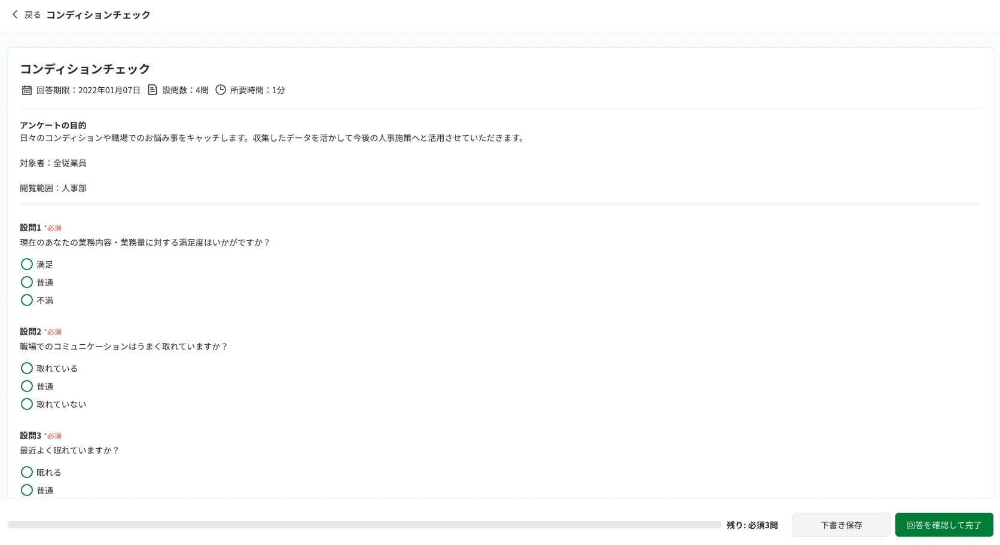 戻る コンディションチェック
コンディションチェック
回答期限：2022年01月07日 設問数：4問 所要時間：1分
アンケートの目的
日々のコンディションや職場でのお悩み事をキャッチします。収集したデータを活かして今後の人事施策へと活用させていただきます。
対象者：全従業員
閲覧範囲：人事部
設問1 *必須
現在のあなたの業務内容・業務量に対する満足度はいかがですか？
満足
普通
不満
設問2 *必須
職場でのコミュニケーションはうまく取れていますか？
取れている
普通
取れていない
設問3 *必須
最近よく眠れていますか？
眠れる
普通
残り: 必須3問 下書き保存 回答を確認して完了